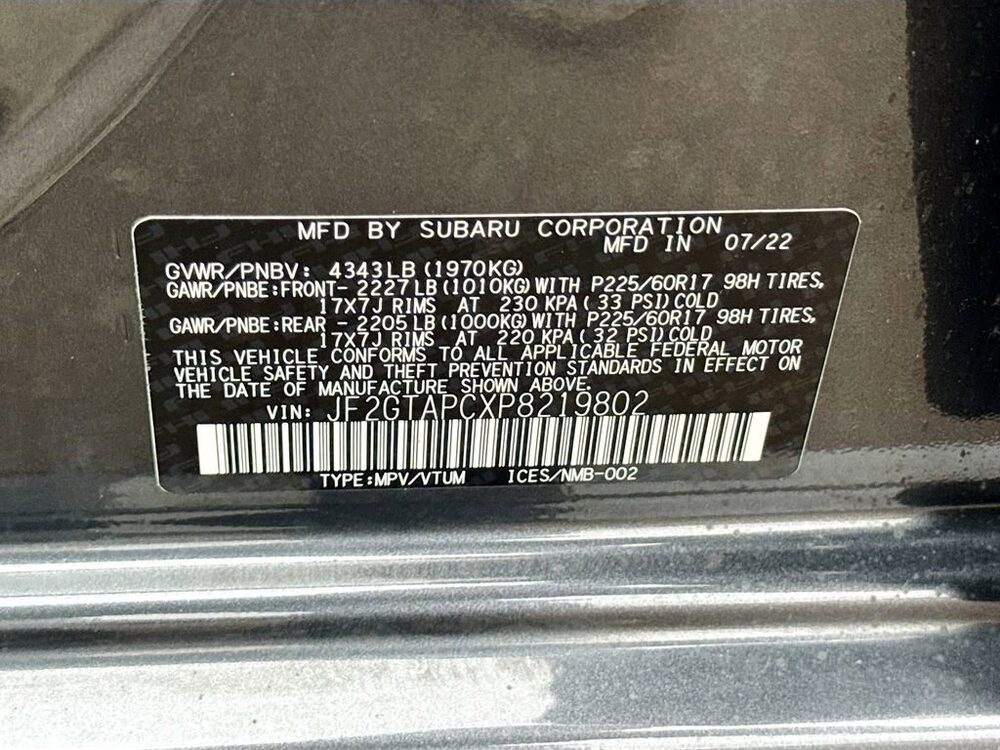 MFD BY SUBARU CORPORATION
MFD IN 07/22
GVWR/PNBV: 4343LB (1970KG)
GAWR/PNBE:FRONT- 2227LB (1010KG) WITH P225/60R17 98H TIRES,
17X7J RIMS AT 230 KPA ( 33 PSI) COLD
GAWR/PNBE:REAR - 2205LB (1000KG) WITH P225/60R17 98H TIRES,
17X7J RIMS AT 220 KPA ( 32 PSI) COLD
THIS VEHICLE CONFORMS TO ALL APPLICABLE FEDERAL MOTOR
VEHICLE SAFETY AND THEFT PREVENTION STANDARDS IN EFFECT ON
THE DATE OF MANUFACTURE SHOWN ABOVE.
VIN: JF2GTAPCXP8219802
TYPE:MPV/VTUM ICES/NMB-002